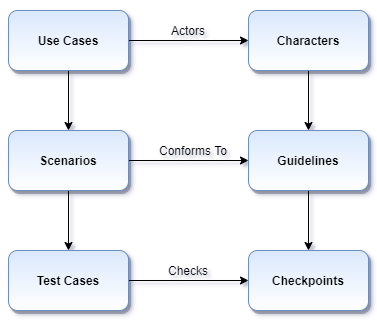 Use Cases
Actors
Characters
Scenarios
Conforms To
Guidelines
Test Cases
Checks
Checkpoints